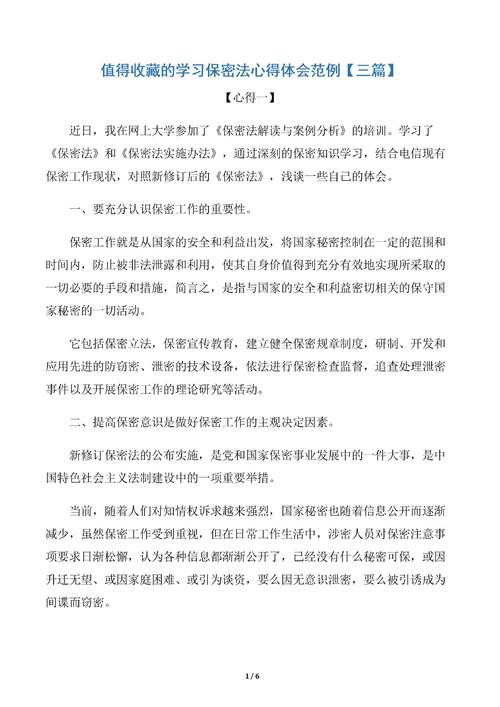 值得收藏的学习保密法心得体会范例【三篇】
【心得一】
近日，我在网上大学参加了《保密法解读与案例分析》的培训。学习了
《保密法》和《保密法实施办法》，通过深刻的保密知识学习，结合电信现有
保密工作现状，对照新修订后的《保密法》，浅谈一些自己的体会。
一、要充分认识保密工作的重要性。
保密工作就是从国家的安全和利益出发，将国家秘密控制在一定的范围和
时间内，防止被非法泄露和利用，使其自身价值得到充分有效地实现所采取的
一切必要的手段和措施，简言之，是指与国家的安全和利益密切相关的保守国
家秘密的一切活动。
它包括保密立法，保密宣传教育，建立健全保密规章制度，研制、开发和
应用先进的防窃密、泄密的技术设备，依法进行保密检查监督，追查处理泄密
事件以及开展保密工作的理论研究等活动。
二、提高保密意识是做好保密工作的主观决定因素。
新修订保密法的公布实施，是党和国家保密事业发展中的一件大事，是中
国特色社会主义法制建设中的一项重要举措。
当前，随着人们对知情权诉求越来强烈，国家秘密也随着信息公开而逐渐
减少，虽然保密工作受到重视，但在日常工作生活中，涉密人员对保密注意事
项要求日渐松懈，认为各种信息都渐渐公开了，已经没有什么秘密可保，或因
升迁无望、或因家庭困难、或引为谈资，要么因无意识泄密，要么被引诱成为
间谍而窃密。
1 / 6